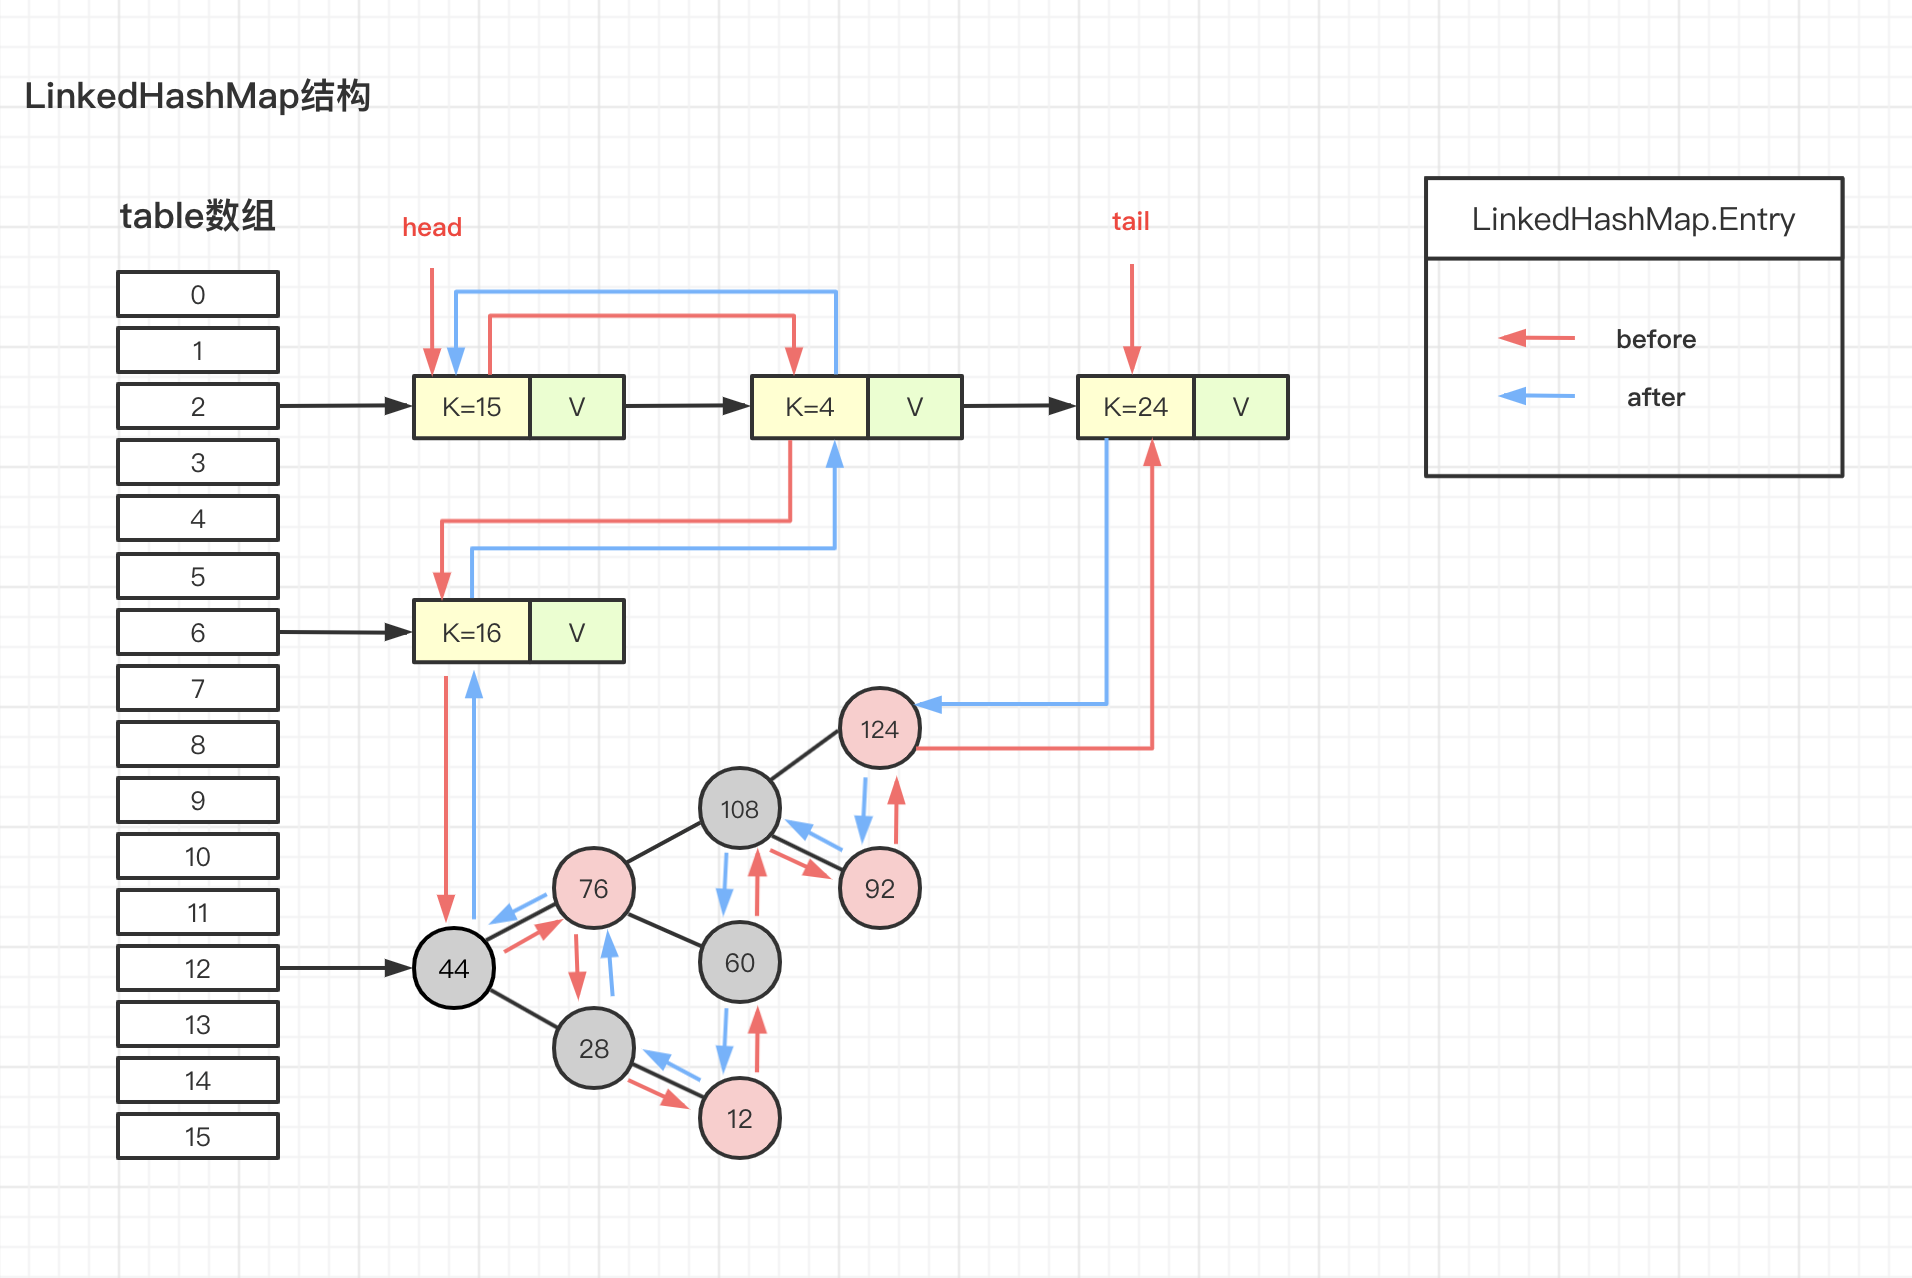 LinkedHashMap结构
table数组
head
tail
LinkedHashMap.Entry
before
after
0
1
2
K=15 V
K=4 V
K=24 V
3
4
5
6
K=16 V
7
8
9
10
11
12
13
14
15
124
108
76
92
44
60
28
12